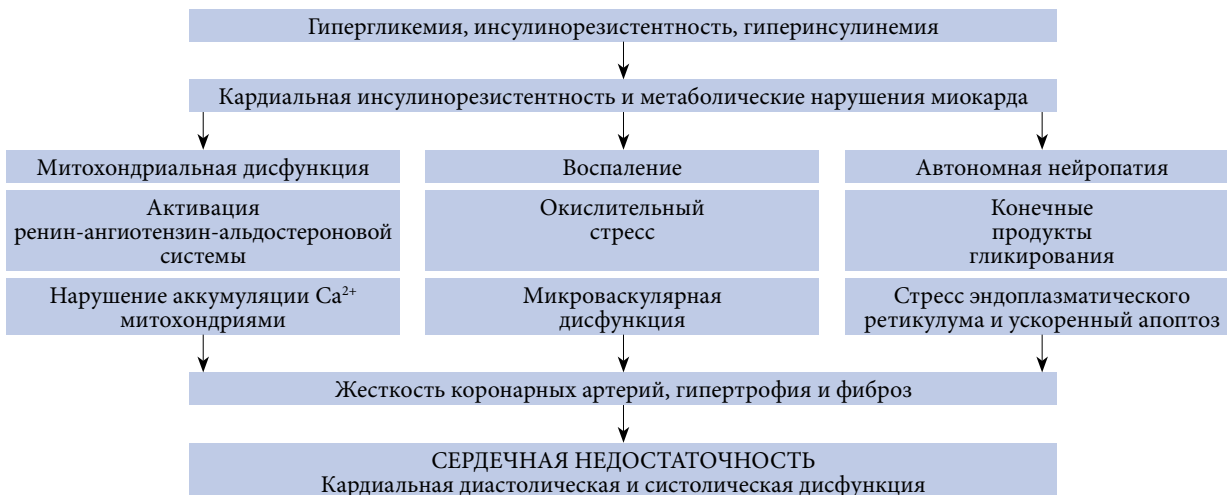 Гипергликемия, инсулинорезистентность, гиперинсулинемия
Кардиальная инсулинорезистентность и метаболические нарушения миокарда
Митохондриальная дисфункция
Воспаление
Автономная нейропатия
Активация
ренин-ангиотензин-альдостероновой
системы
Окислительный
стресс
Конечные
продукты
гликирования
Нарушение аккумуляции Ca²⁺
митохондриями
Микроваскулярная
дисфункция
Стресс эндоплазматического
ретикулума и ускоренный апоптоз
Жесткость коронарных артерий, гипертрофия и фиброз
СЕРДЕЧНАЯ НЕДОСТАТОЧНОСТЬ
Кардиальная диастолическая и систолическая дисфункция